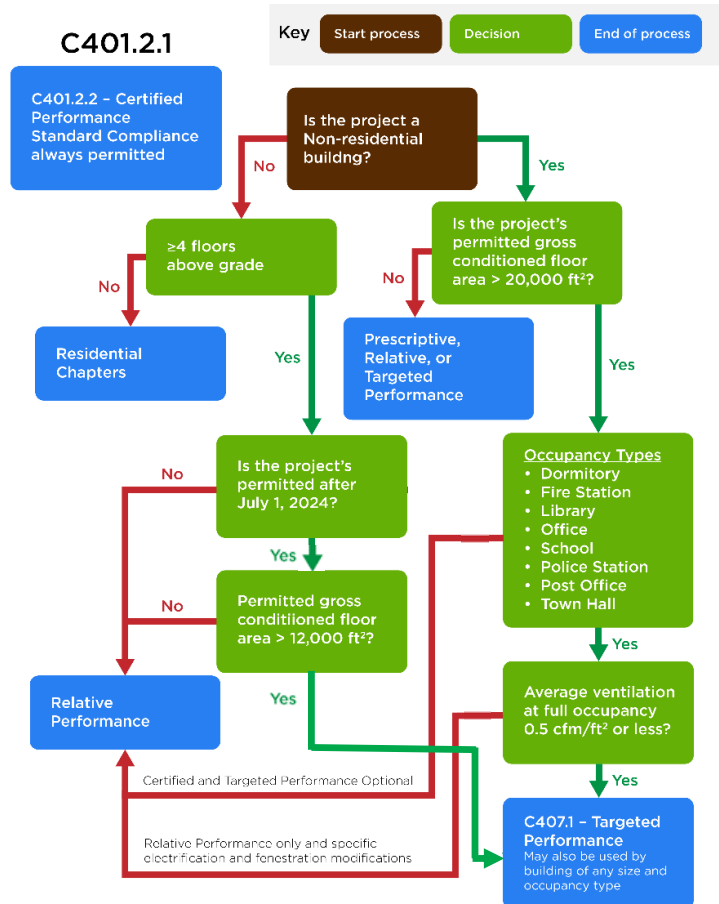 Key
Start process
Decision
End of process
C401.2.1
C401.2.2 – Certified
Performance
Standard Compliance
always permitted
Is the project a
Non-residential
buildng?
No
Yes
≥4 floors
above grade
Is the project's
permitted gross
conditioned floor
area > 20,000 ft²?
No
No
Residential
Chapters
Prescriptive,
Relative, or
Targeted
Performance
Yes
Yes
Is the project's
permitted after
July 1, 2024?
No
Occupancy Types
• Dormitory
• Fire Station
• Library
• Office
• School
• Police Station
• Post Office
• Town Hall
Yes
Permitted gross
conditiioned floor
area > 12,000 ft²?
No
Yes
Yes
Relative
Performance
Average ventilation
at full occupancy
0.5 cfm/ft² or less?
Certified and Targeted Performance Optional
Yes
Relative Performance only and specific
electrification and fenestration modifications
C407.1 – Targeted
Performance
May also be used by
building of any size and
occupancy type